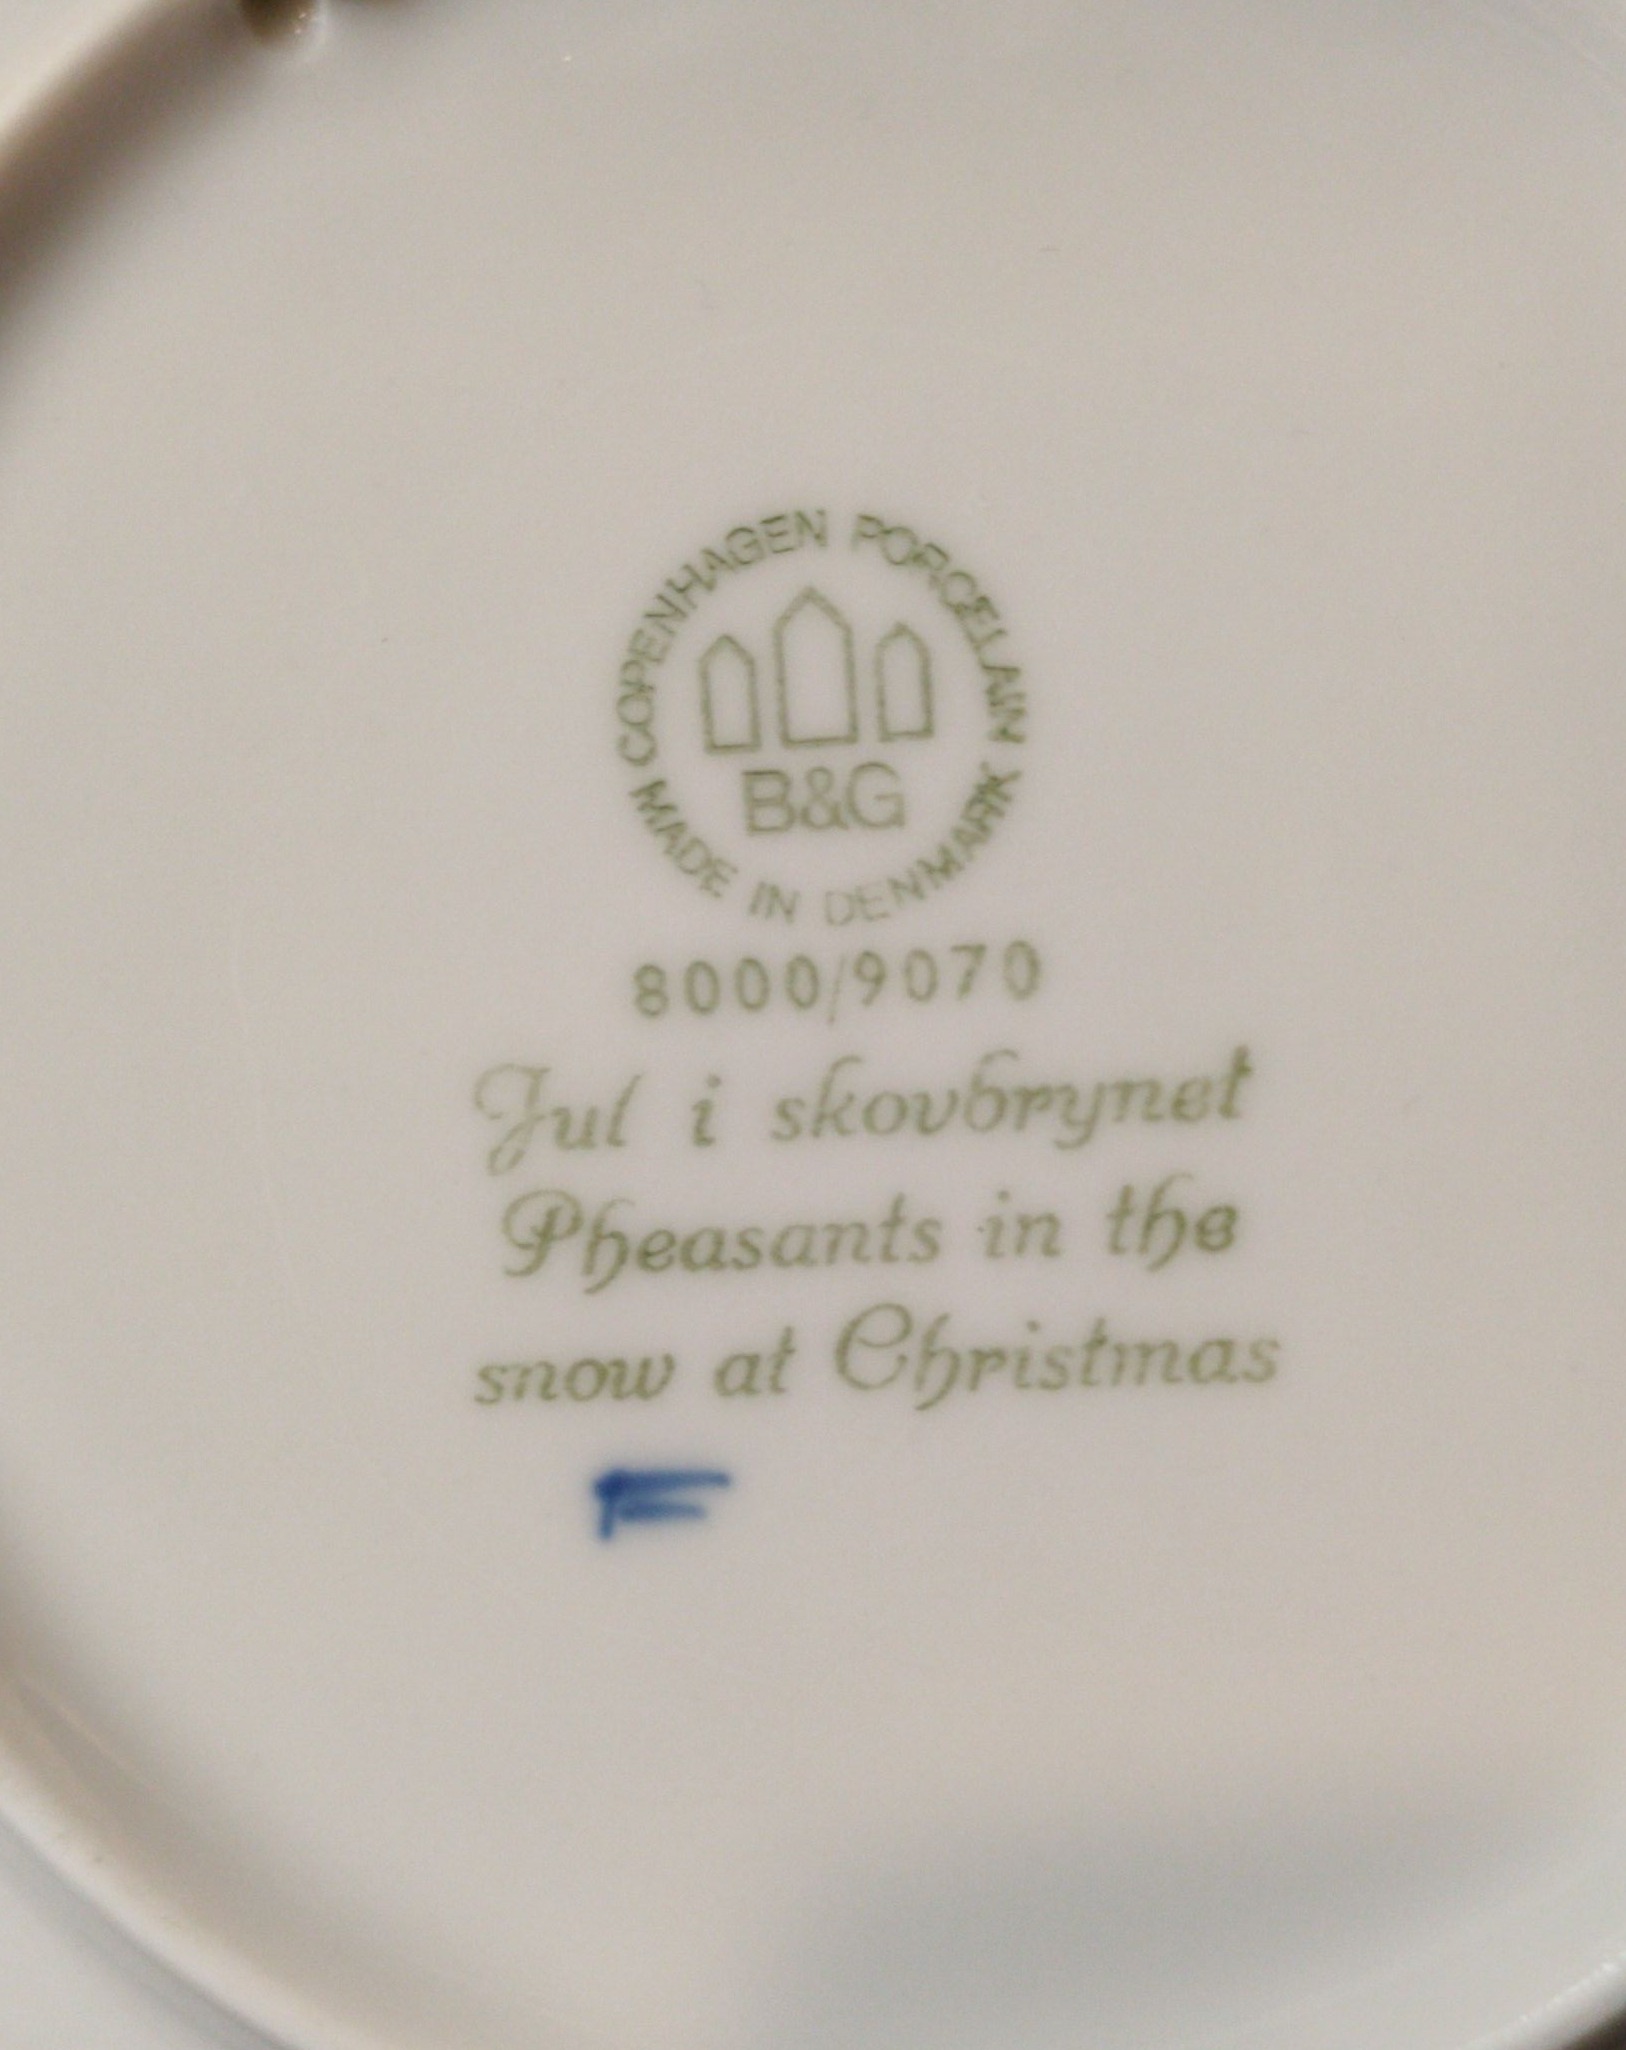 COPENHAGEN PORCELAIN
B&G
MADE IN DENMARK
8000/9070
Jul i skovbrynet
Pheasants in the
snow at Christmas
F